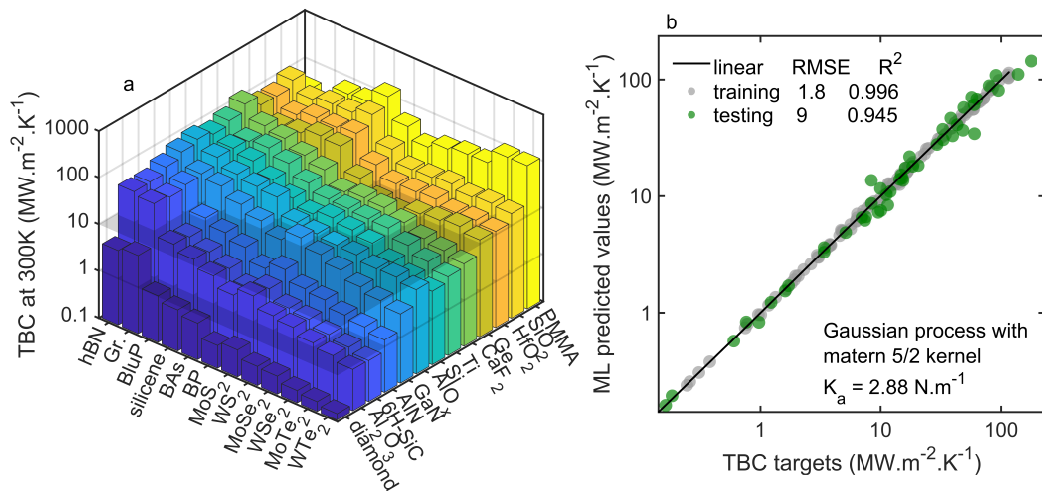 a
TBC at 300K (MW.m⁻².K⁻¹)
1000
100
10
1
0.1
hBN
Gr.
BluP
silicene
BAs
BP
MoS₂
WS₂
MoSe₂
WSe₂
MoTe₂
WTe₂
diamond
Al₂O₃
6H-SiC
AlN
GaN
AlOₓ
Si
Ti
CaF₂
Ge
HfO₂
SiO₂
PMMA
b
ML predicted values (MW.m⁻².K⁻¹)
100
10
1
linear RMSE R²
training 1.8 0.996
testing 9 0.945
Gaussian process with
matern 5/2 kernel
Kₐ = 2.88 N.m⁻¹
1 10 100
TBC targets (MW.m⁻².K⁻¹)